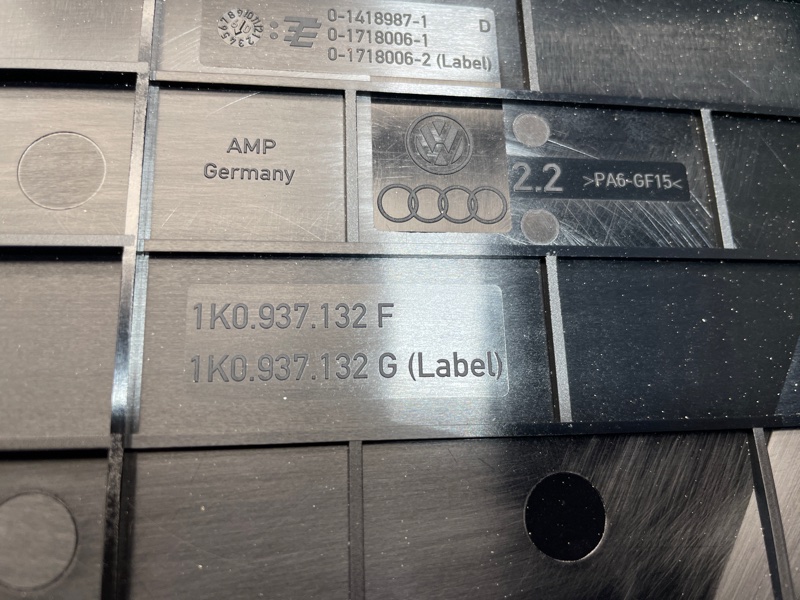 0-1418987-1 D
0-1718006-1
0-1718006-2 (Label)
AMP
Germany
VW
2.2 >PA6-GF15<
1K0.937.132 F
1K0.937.132 G (Label)